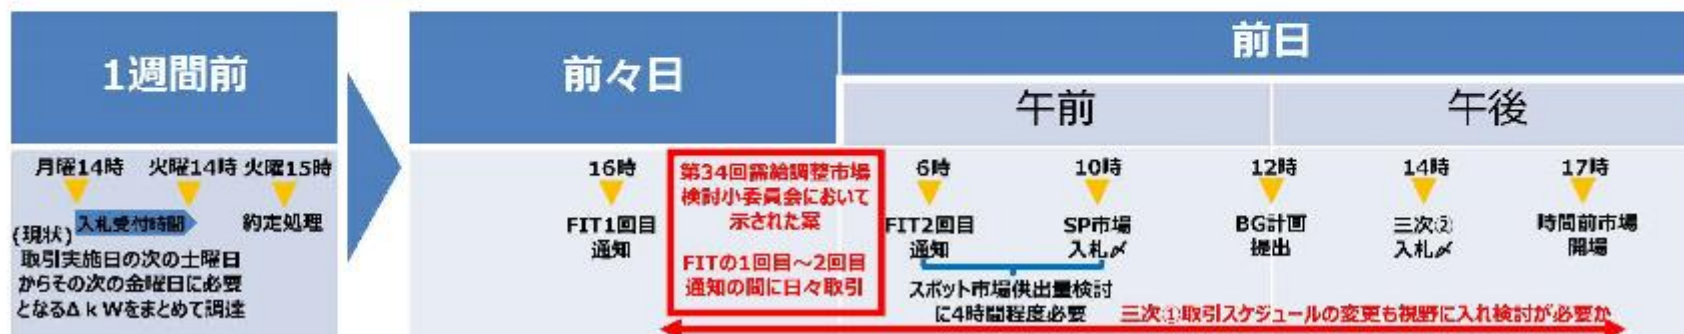 1週間前
前々日
前日
午前
午後
月曜14時 火曜14時 火曜15時
入札受付時間
約定処理
(現状)
取引実施日の次の土曜日
からその次の金曜日に必要
となるΔkWをまとめて調達
16時
FIT1回目
通知
第34回需給調整市場
検討小委員会において
示された案
FITの1回目～2回目
通知の間に日々取引
6時
FIT2回目
通知
10時
SP市場
入札〆
スポット市場供出量検討
に4時間程度必要
12時
BG計画
提出
14時
三次②
入札〆
17時
時間前市場
開場
三次①取引スケジュールの変更も視野に入れ検討が必要か